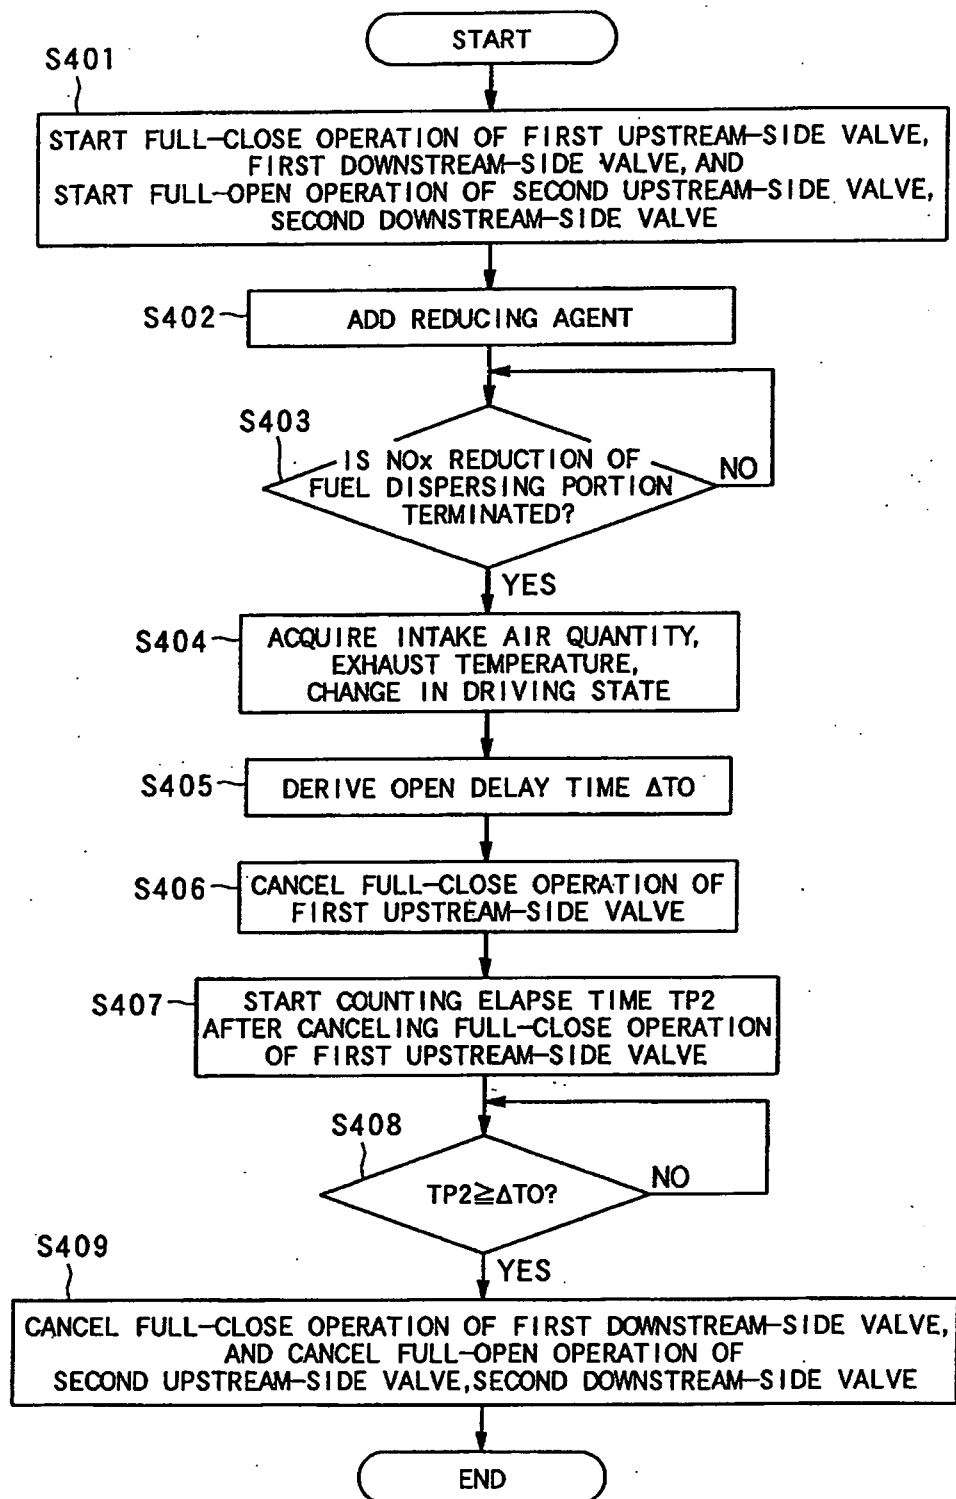 START
S401
START FULL-CLOSE OPERATION OF FIRST UPSTREAM-SIDE VALVE,
FIRST DOWNSTREAM-SIDE VALVE, AND
START FULL-OPEN OPERATION OF SECOND UPSTREAM-SIDE VALVE,
SECOND DOWNSTREAM-SIDE VALVE
S402
ADD REDUCING AGENT
S403
IS NOx REDUCTION OF
FUEL DISPERSING PORTION
TERMINATED?
NO
YES
S404
ACQUIRE INTAKE AIR QUANTITY,
EXHAUST TEMPERATURE,
CHANGE IN DRIVING STATE
S405
DERIVE OPEN DELAY TIME ΔTO
S406
CANCEL FULL-CLOSE OPERATION OF
FIRST UPSTREAM-SIDE VALVE
S407
START COUNTING ELAPSE TIME TP2
AFTER CANCELING FULL-CLOSE OPERATION
OF FIRST UPSTREAM-SIDE VALVE
S408
TP2≧ΔTO?
NO
YES
S409
CANCEL FULL-CLOSE OPERATION OF FIRST DOWNSTREAM-SIDE VALVE,
AND CANCEL FULL-OPEN OPERATION OF
SECOND UPSTREAM-SIDE VALVE,SECOND DOWNSTREAM-SIDE VALVE
END